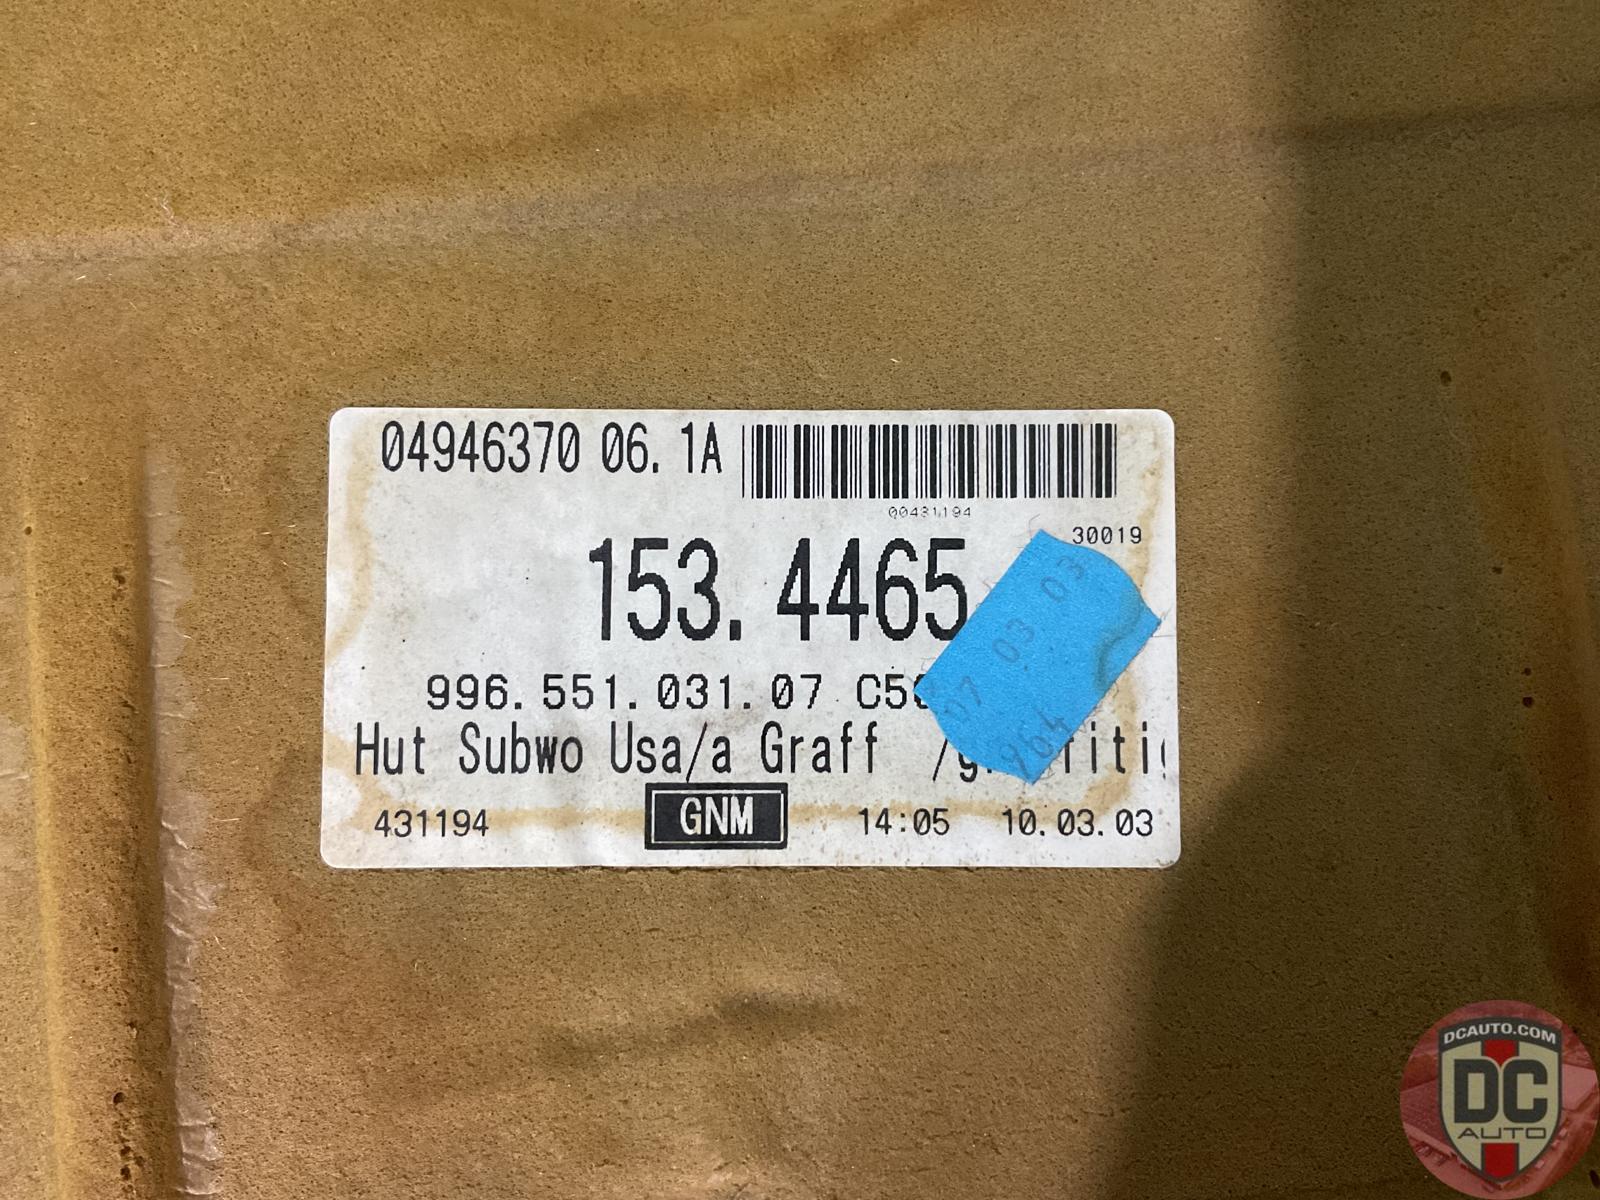 04946370 06. 1A
00431194
30019
153. 4465
996. 551. 031. 07
Hut Subwo Usa/a Graff
431194 GNM 14:05 10. 03. 03
03
03
07
964
DCAUTO.COM
DC
AUTO